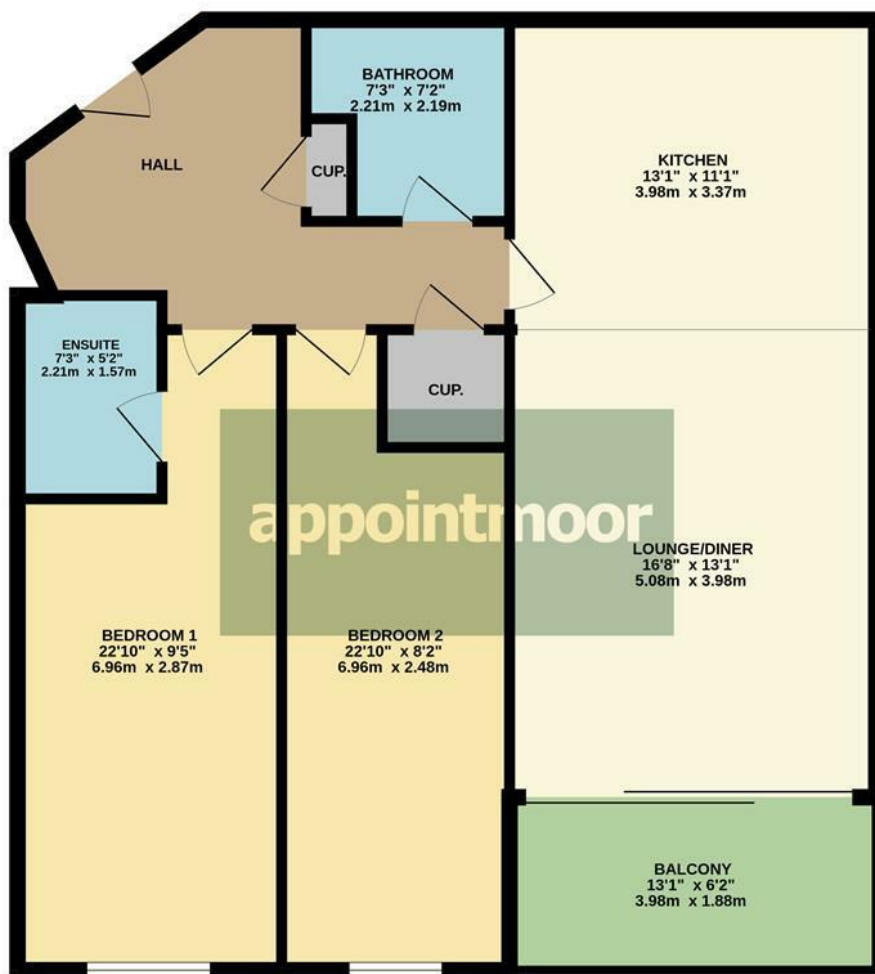 BATHROOM
7'3" x 7'2"
2.21m x 2.19m
KITCHEN
13'1" x 11'1"
3.98m x 3.37m
HALL
CUP.
ENSUITE
7'3" x 5'2"
2.21m x 1.57m
CUP.
appointmoor
LOUNGE/DINER
16'8" x 13'1"
5.08m x 3.98m
BEDROOM 1
22'10" x 9'5"
6.96m x 2.87m
BEDROOM 2
22'10" x 8'2"
6.96m x 2.48m
BALCONY
13'1" x 6'2"
3.98m x 1.88m